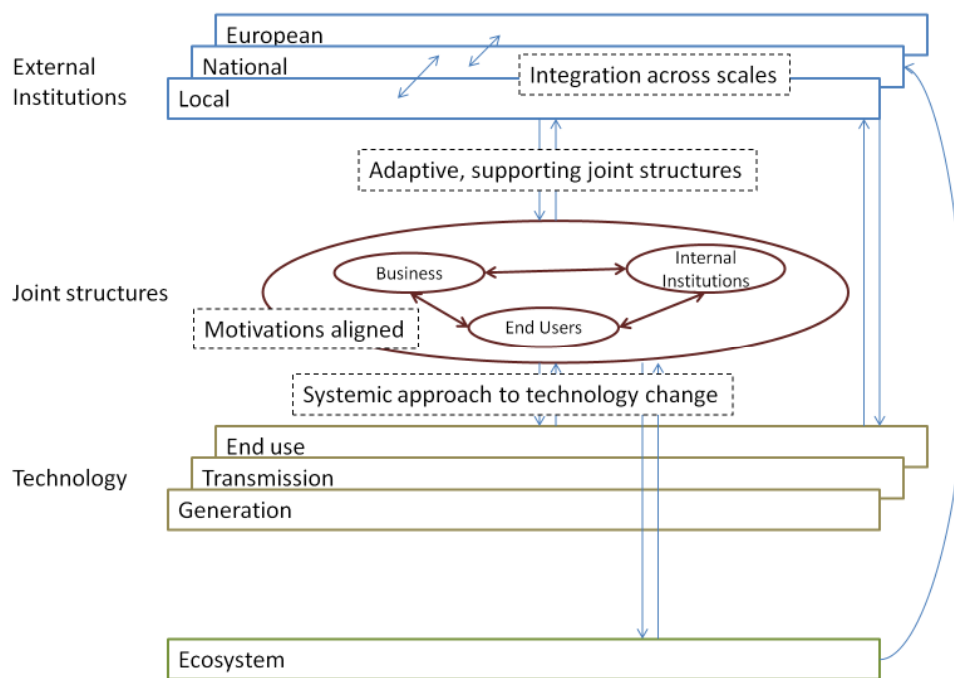 European
External
Institutions
National
Integration across scales
Local
Adaptive, supporting joint structures
Business
Internal
Institutions
Joint structures
Motivations aligned
End Users
Systemic approach to technology change
End use
Technology
Transmission
Generation
Ecosystem